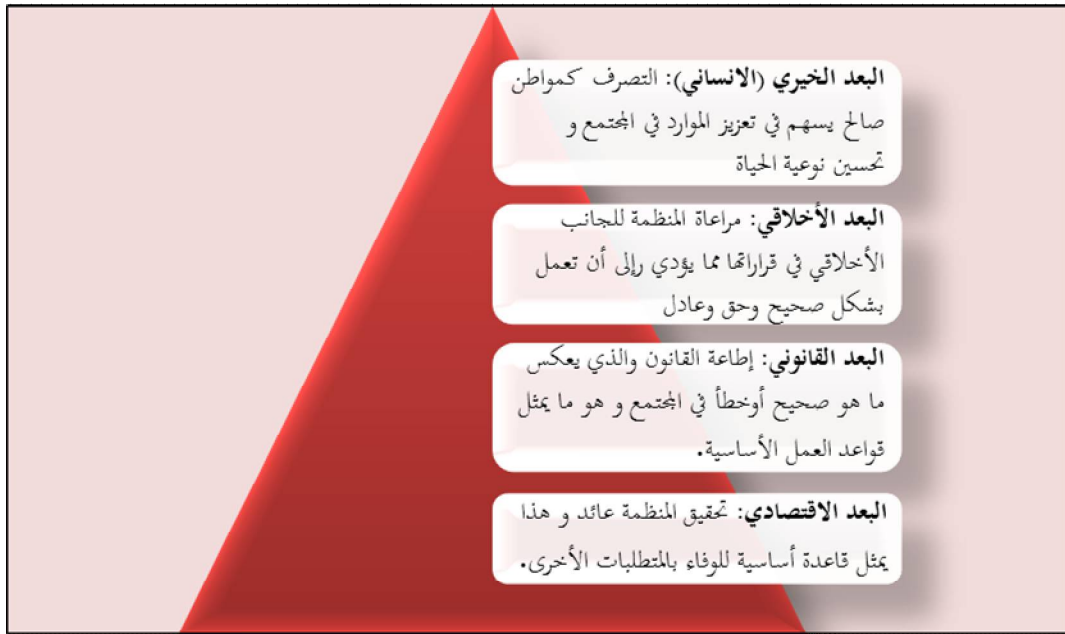 البعد الخيري (الانساني): التصرف كمواطن
صالح يسهم في تعزيز الموارد في المجتمع و
تحسين نوعية الحياة
البعد الأخلاقي: مراعاة المنظمة للجانب
الأخلاقي في قراراتها مما يؤدي رإلى أن تعمل
بشكل صحيح وحق وعادل
البعد القانوني: إطاعة القانون والذي يعكس
ما هو صحيح أوخطأ في المجتمع و هو ما يمثل
قواعد العمل الأساسية.
البعد الاقتصادي: تحقيق المنظمة عائد و هذا
يمثل قاعدة أساسية للوفاء بالمتطلبات الأخرى.